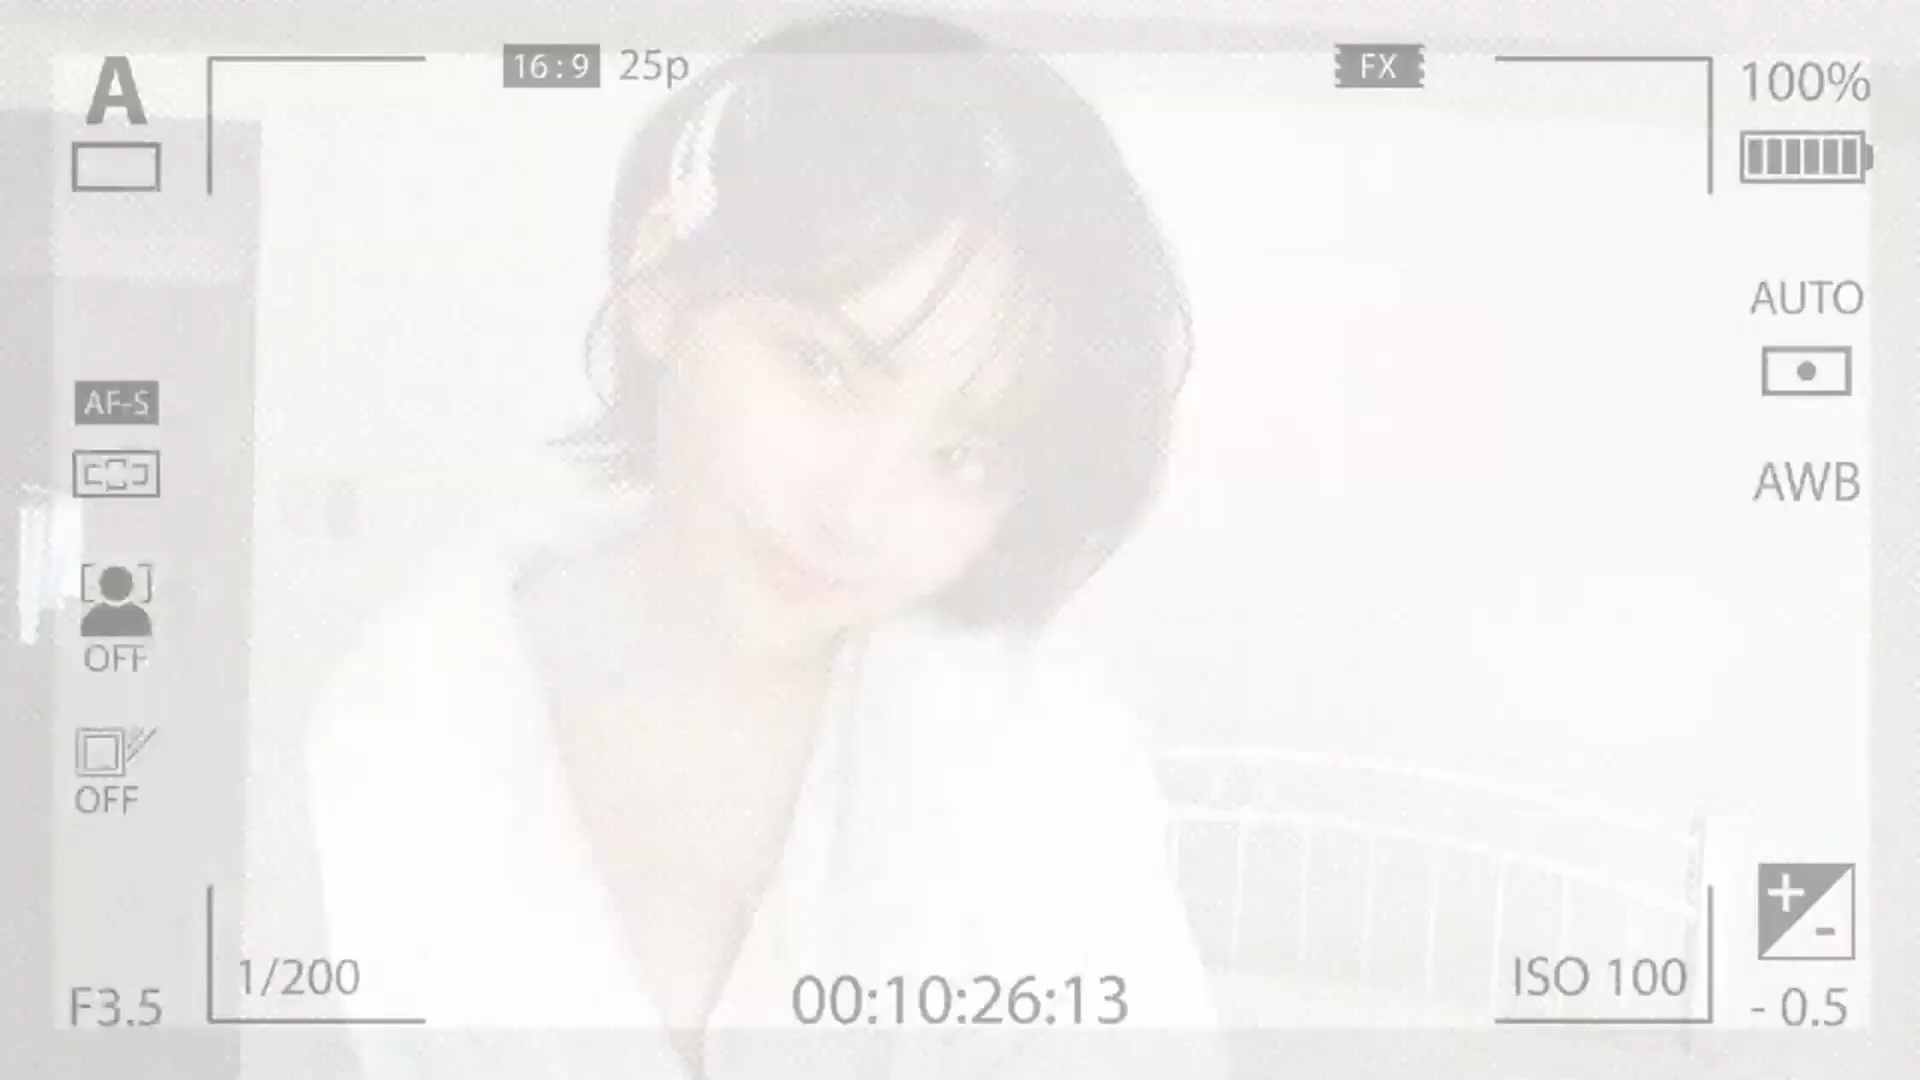 A
16:9 25p
FX
100%
AUTO
AF-S
AWB
OFF
OFF
1/200
F3.5
00:10:26:13
ISO 100
+
-
- 0.5